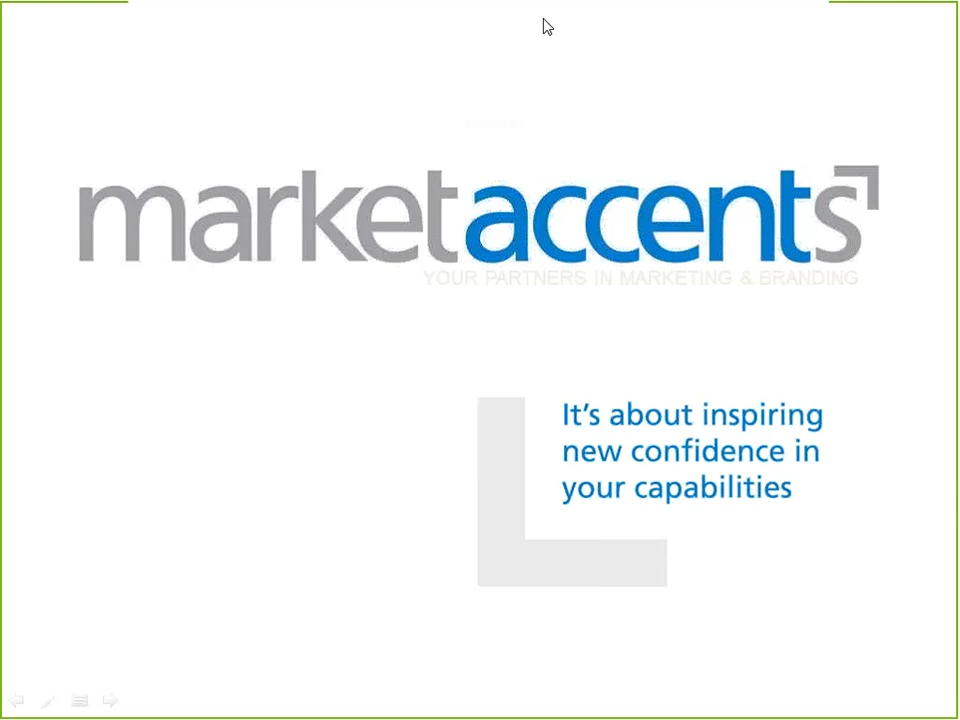 marketaccents
YOUR PARTNERS IN MARKETING & BRANDING
It's about inspiring
new confidence in
your capabilities